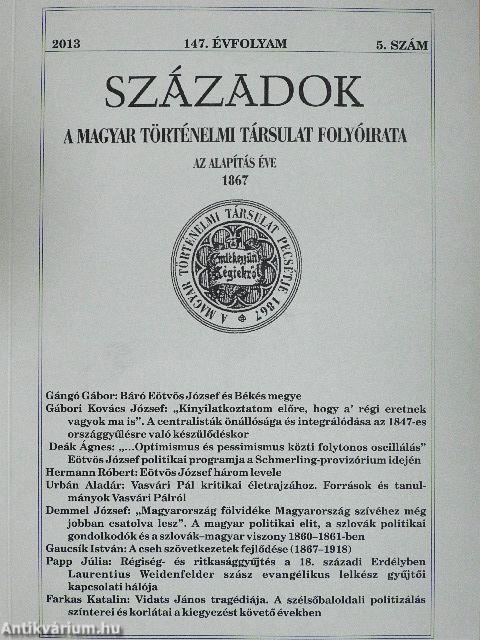 2013 147. ÉVFOLYAM 5. SZÁM
SZÁZADOK
A MAGYAR TÖRTÉNELMI TÁRSULAT FOLYÓIRATA
AZ ALAPÍTÁS ÉVE
1867
A MAGYAR TÖRTÉNELMI TÁRSULAT PECSÉTJE 1867
Emlékezzünk
Régiekről
Gángó Gábor: Báró Eötvös József és Békés megye
Gábori Kovács József: „Kinyilatkoztatom előre, hogy a' régi eretnek
vagyok ma is". A centralisták önállósága és integrálódása az 1847-es
országgyűlésre való készülődéskor
Deák Ágnes: „...Optimismus és pessimismus közti folytonos oscillálás"
Eötvös József politikai programja a Schmerling-provizórium idején
Hermann Róbert: Eötvös József három levele
Urbán Aladár: Vasvári Pál kritikai életrajzához. Források és tanul-
mányok Vasvári Pálról
Demmel József: „Magyarország fölvidéke Magyarország szívéhez még
jobban csatolva lesz". A magyar politikai elit, a szlovák politikai
gondolkodók és a szlovák–magyar viszony 1860–1861-ben
Gaucsík István: A cseh szövetkezetek fejlődése (1867–1918)
Papp Júlia: Régiség- és ritkasággyűjtés a 18. századi Erdélyben
Laurentius Weidenfelder szász evangélikus lelkész gyűjtői
kapcsolati hálója
Farkas Katalin: Vidats János tragédiája. A szélsőbaloldali politizálás
színterei és korlátai a kiegyezést követő években
Antikvárium.hu